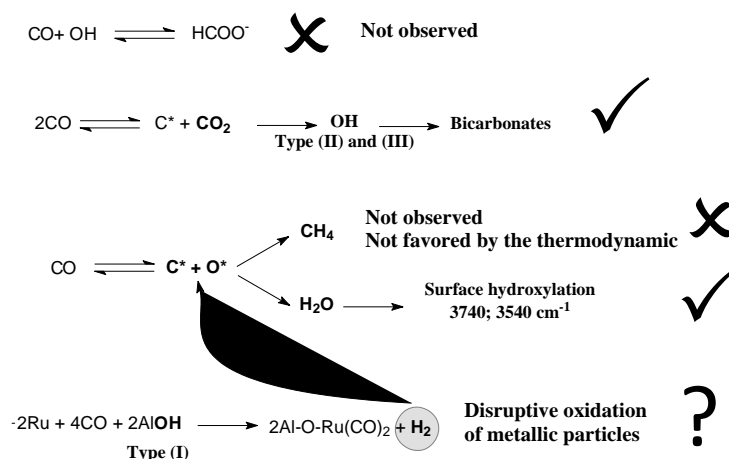 CO+ OH ⇌ HCOO⁻ Not observed
2CO ⇌ C* + CO₂ → OH → Bicarbonates
Type (II) and (III)
CH₄
Not observed
Not favored by the thermodynamic
CO ⇌ C* + O*
H₂O → Surface hydroxylation
3740; 3540 cm⁻¹
-2Ru + 4CO + 2AlOH → 2Al-O-Ru(CO)₂ + H₂
Type (I)
Disruptive oxidation
of metallic particles
?